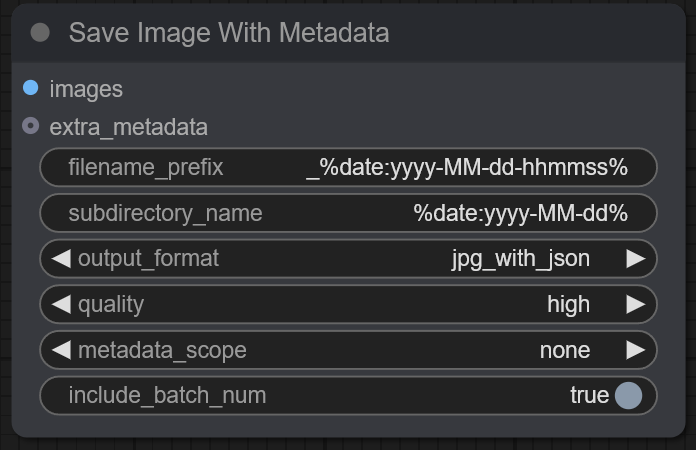 Save Image With Metadata
images
extra_metadata
filename_prefix _%date:yyyy-MM-dd-hhmmss%
subdirectory_name %date:yyyy-MM-dd%
output_format jpg_with_json
quality high
metadata_scope none
include_batch_num true